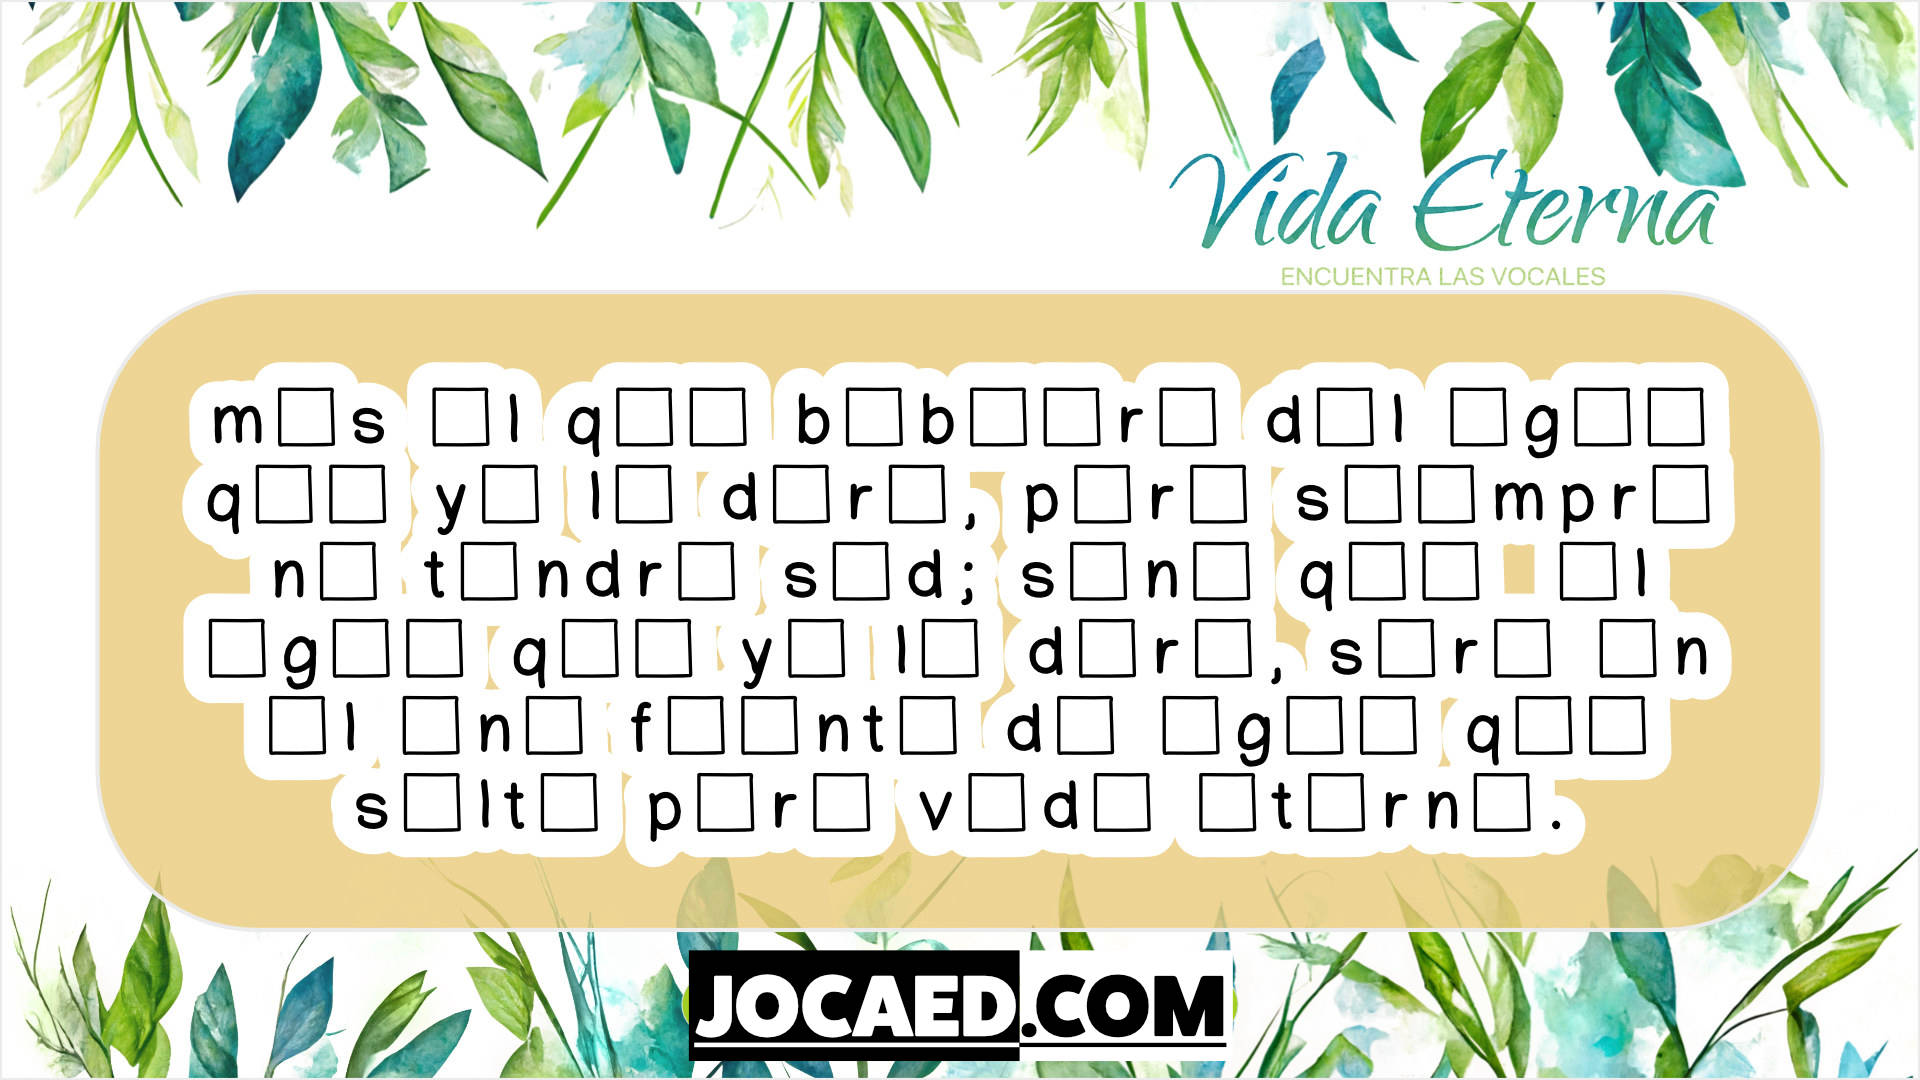 Vida Eterna
ENCUENTRA LAS VOCALES
m□s □l q□□ b□b□□r□ d□l □g□□
q□□ y□ l□ d□r□, p□r□ s□□mpr□
n□ t□ndr□ s□d; s□n□ q□□ □l
□g□□ q□□ y□ l□ d□r□, s□r□ □n
□l □n□ f□□nt□ d□ □g□□ q□□
s□lt□ p□r□ v□d□ □t□rn□.
JOCAED.COM